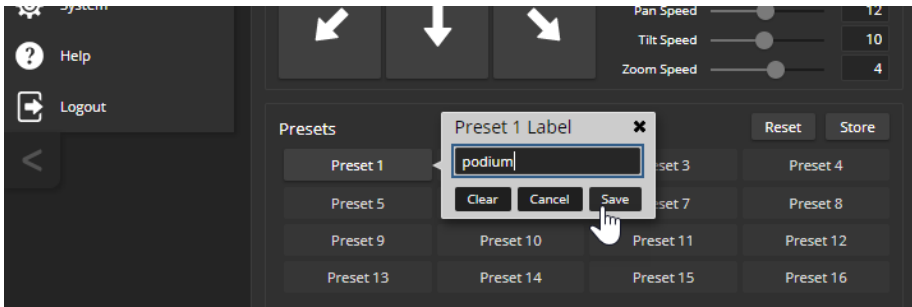 System
Help
Logout
<
Pan Speed 12
Tilt Speed 10
Zoom Speed 4
Presets
Reset Store
Preset 1 Label
podium
Clear Cancel Save
Preset 1 set 3 Preset 4
Preset 5 set 7 Preset 8
Preset 9 Preset 10 Preset 11 Preset 12
Preset 13 Preset 14 Preset 15 Preset 16